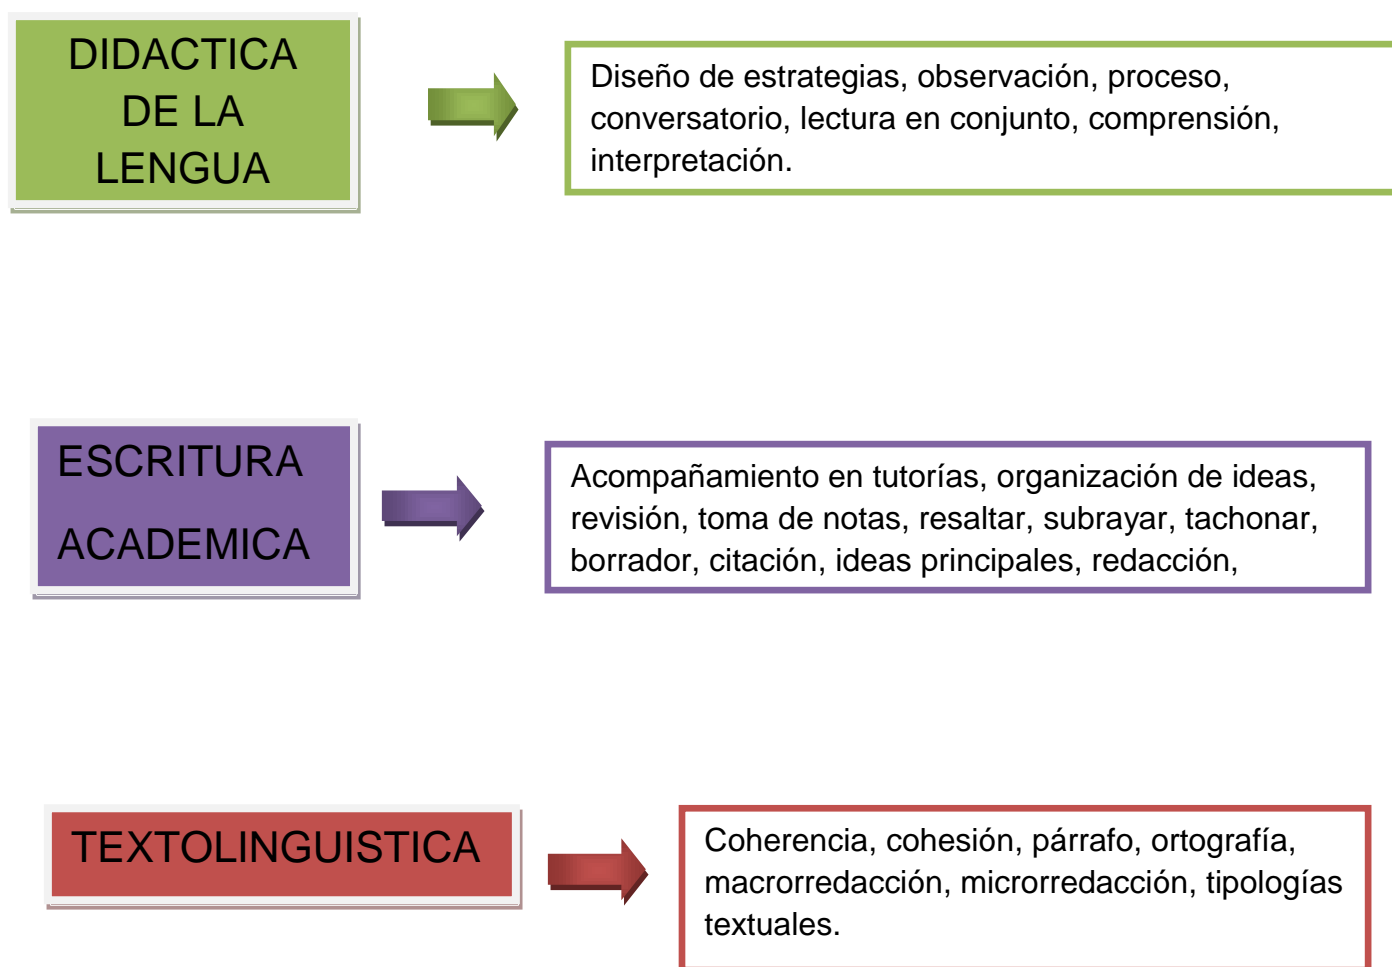 DIDACTICA
DE LA
LENGUA
Diseño de estrategias, observación, proceso,
conversatorio, lectura en conjunto, comprensión,
interpretación.
ESCRITURA
ACADEMICA
Acompañamiento en tutorías, organización de ideas,
revisión, toma de notas, resaltar, subrayar, tachonar,
borrador, citación, ideas principales, redacción,
TEXTOLINGUISTICA
Coherencia, cohesión, párrafo, ortografía,
macrorredacción, microrredacción, tipologías
textuales.